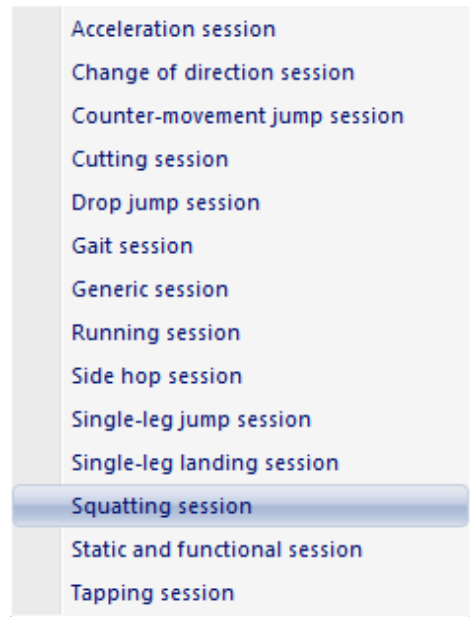 Acceleration session
Change of direction session
Counter-movement jump session
Cutting session
Drop jump session
Gait session
Generic session
Running session
Side hop session
Single-leg jump session
Single-leg landing session
Squatting session
Static and functional session
Tapping session